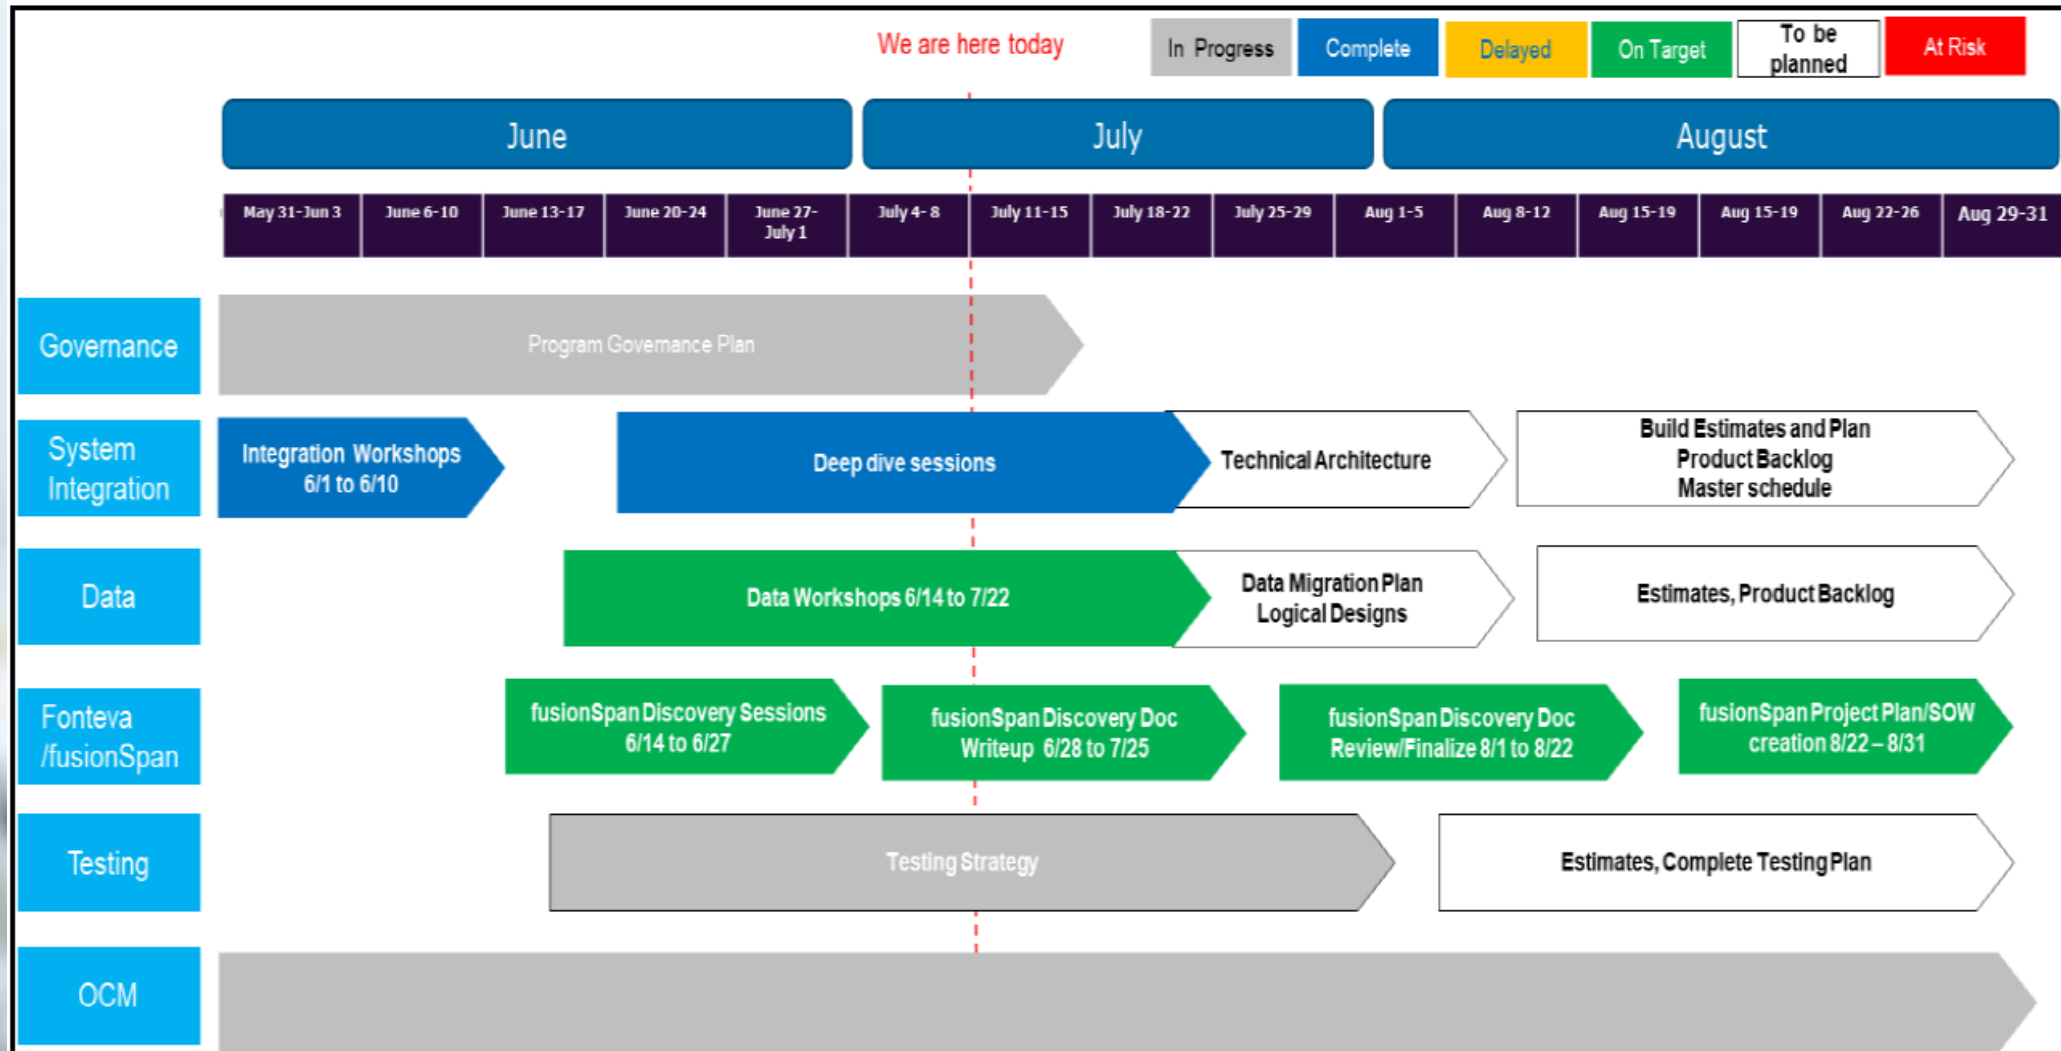 We are here today
In Progress
Complete
Delayed
On Target
To be
planned
At Risk
June
July
August
May 31-Jun 3
June 6-10
June 13-17
June 20-24
June 27-
July 1
July 4- 8
July 11-15
July 18-22
July 25-29
Aug 1-5
Aug 8-12
Aug 15-19
Aug 15-19
Aug 22-26
Aug 29-31
Governance
Program Governance Plan
System
Integration
Integration Workshops
6/1 to 6/10
Deep dive sessions
Technical Architecture
Build Estimates and Plan
Product Backlog
Master schedule
Data
Data Workshops 6/14 to 7/22
Data Migration Plan
Logical Designs
Estimates, Product Backlog
Fonteva
/fusionSpan
fusionSpan Discovery Sessions
6/14 to 6/27
fusionSpan Discovery Doc
Writeup 6/28 to 7/25
fusionSpan Discovery Doc
Review/Finalize 8/1 to 8/22
fusionSpan Project Plan/SOW
creation 8/22 – 8/31
Testing
Testing Strategy
Estimates, Complete Testing Plan
OCM